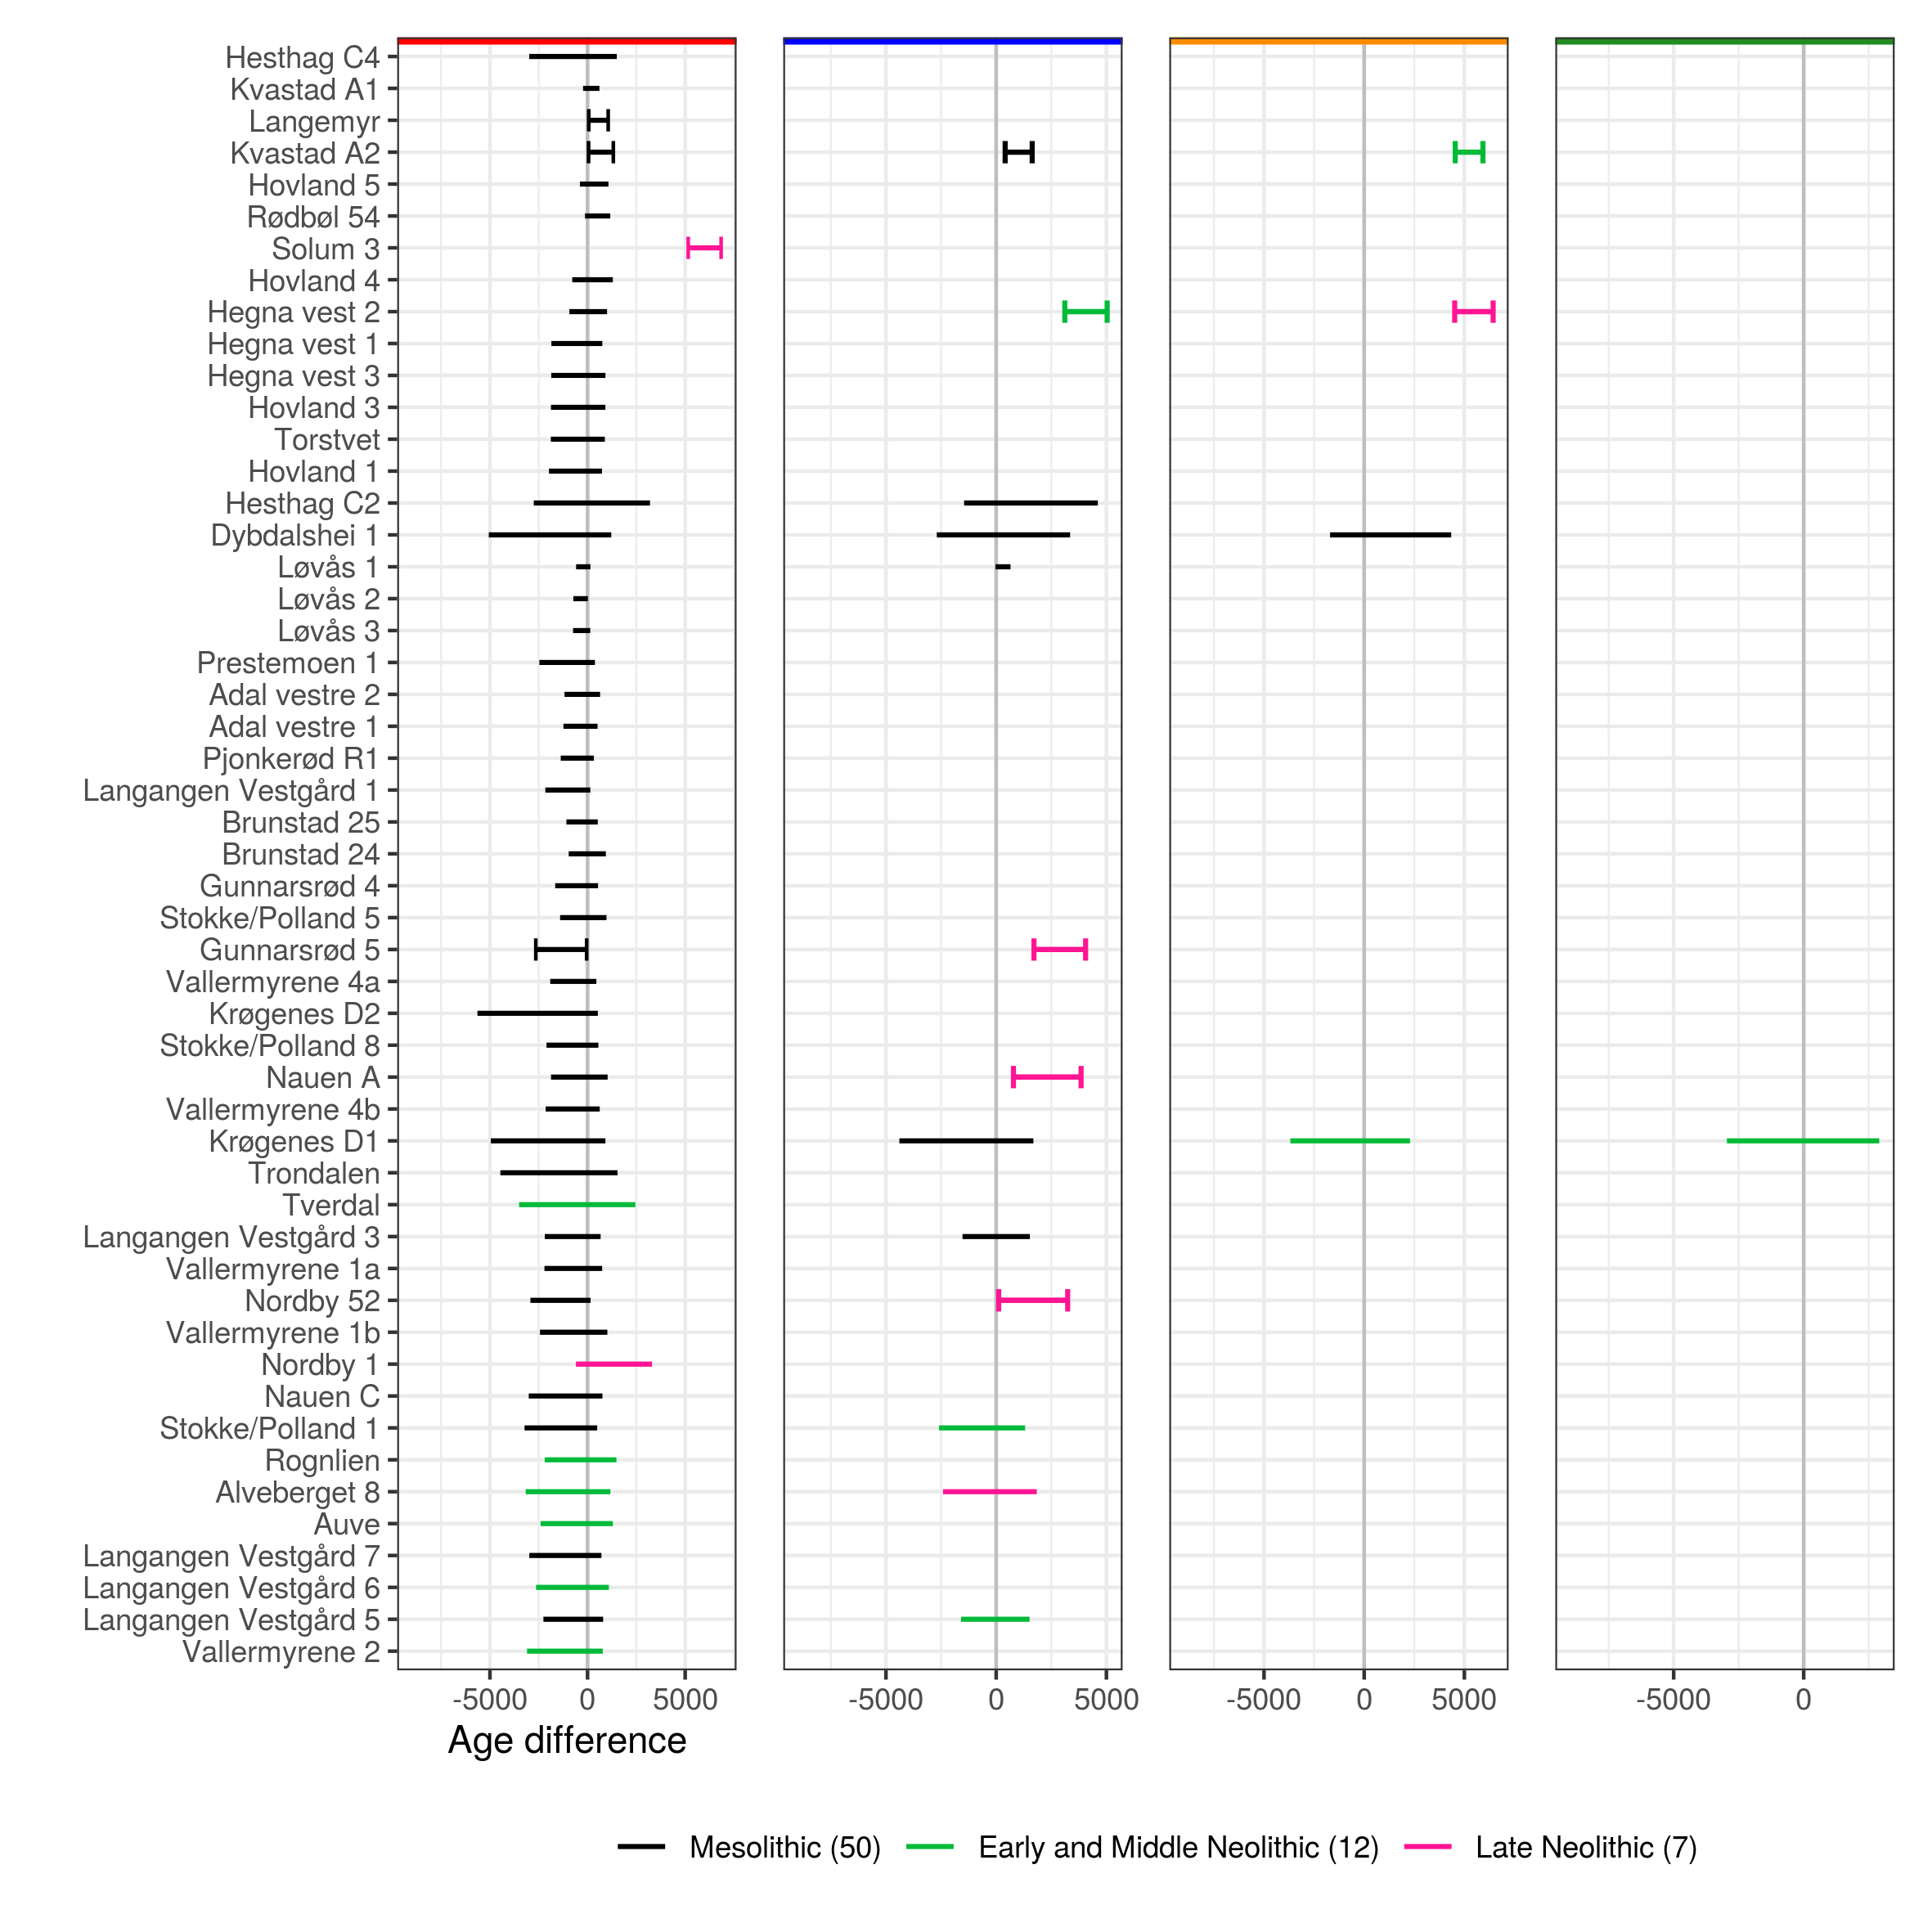 Hesthag C4
Kvastad A1
Langemyr
Kvastad A2
Hovland 5
Rødbøl 54
Solum 3
Hovland 4
Hegna vest 2
Hegna vest 1
Hegna vest 3
Hovland 3
Torstvet
Hovland 1
Hesthag C2
Dybdalshei 1
Løvås 1
Løvås 2
Løvås 3
Prestemoen 1
Adal vestre 2
Adal vestre 1
Pjonkerød R1
Langangen Vestgård 1
Brunstad 25
Brunstad 24
Gunnarsrød 4
Stokke/Polland 5
Gunnarsrød 5
Vallermyrene 4a
Krøgenes D2
Stokke/Polland 8
Nauen A
Vallermyrene 4b
Krøgenes D1
Trondalen
Tverdal
Langangen Vestgård 3
Vallermyrene 1a
Nordby 52
Vallermyrene 1b
Nordby 1
Nauen C
Stokke/Polland 1
Rognlien
Alveberget 8
Auve
Langangen Vestgård 7
Langangen Vestgård 6
Langangen Vestgård 5
Vallermyrene 2
-5000 0 5000 -5000 0 5000 -5000 0 5000 -5000 0
Age difference
Mesolithic (50) Early and Middle Neolithic (12) Late Neolithic (7)